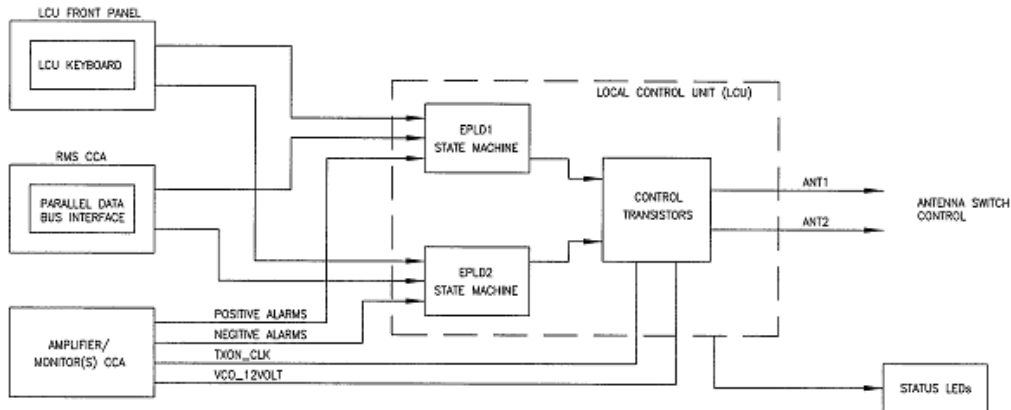 LCU FRONT PANEL
LCU KEYBOARD
LOCAL CONTROL UNIT (LCU)
EPLD1
STATE MACHINE
RMS CCA
PARALLEL DATA
BUS INTERFACE
CONTROL
TRANSISTORS
ANT1
ANT2
ANTENNA SWITCH
CONTROL
EPLD2
STATE MACHINE
AMPLIFIER/
MONITOR(S) CCA
POSITIVE ALARMS
NEGITIVE ALARMS
TXON_CLK
VCO_12VOLT
STATUS LEDs